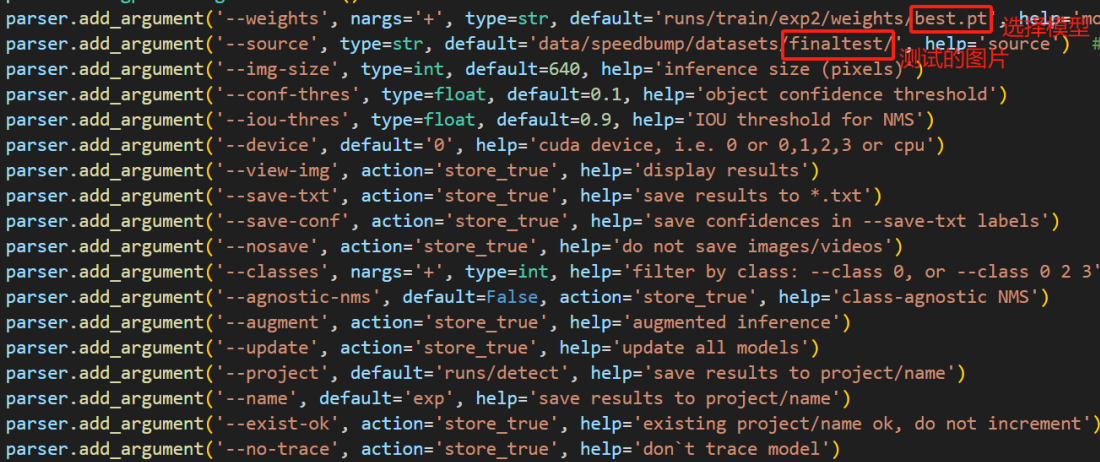 parser.add_argument('--weights', nargs='+', type=str, default='runs/train/exp2/weights/best.pt', help='mo
选择模型
parser.add_argument('--source', type=str, default='data/speedbump/datasets/finaltest/', help='source') #
测试的图片
parser.add_argument('--img-size', type=int, default=640, help='inference size (pixels)')
parser.add_argument('--conf-thres', type=float, default=0.1, help='object confidence threshold')
parser.add_argument('--iou-thres', type=float, default=0.9, help='IOU threshold for NMS')
parser.add_argument('--device', default='0', help='cuda device, i.e. 0 or 0,1,2,3 or cpu')
parser.add_argument('--view-img', action='store_true', help='display results')
parser.add_argument('--save-txt', action='store_true', help='save results to *.txt')
parser.add_argument('--save-conf', action='store_true', help='save confidences in --save-txt labels')
parser.add_argument('--nosave', action='store_true', help='do not save images/videos')
parser.add_argument('--classes', nargs='+', type=int, help='filter by class: --class 0, or --class 0 2 3'
parser.add_argument('--agnostic-nms', default=False, action='store_true', help='class-agnostic NMS')
parser.add_argument('--augment', action='store_true', help='augmented inference')
parser.add_argument('--update', action='store_true', help='update all models')
parser.add_argument('--project', default='runs/detect', help='save results to project/name')
parser.add_argument('--name', default='exp', help='save results to project/name')
parser.add_argument('--exist-ok', action='store_true', help='existing project/name ok, do not increment')
parser.add_argument('--no-trace', action='store_true', help='don`t trace model')